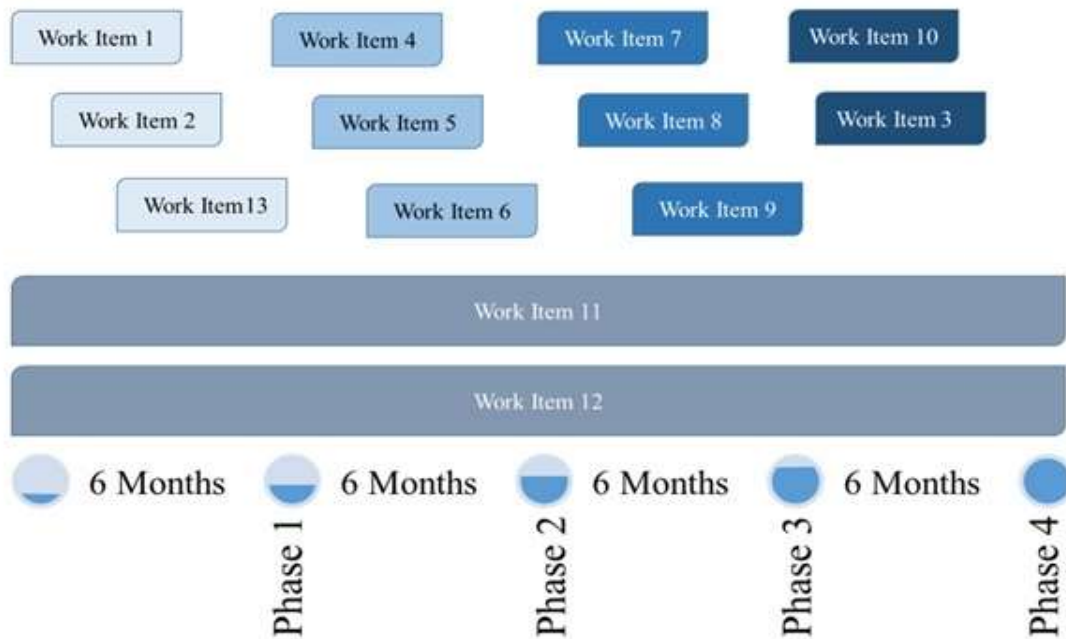 Work Item 1
Work Item 4
Work Item 7
Work Item 10
Work Item 2
Work Item 5
Work Item 8
Work Item 3
Work Item13
Work Item 6
Work Item 9
Work Item 11
Work Item 12
6 Months
6 Months
6 Months
6 Months
Phase 1
Phase 2
Phase 3
Phase 4